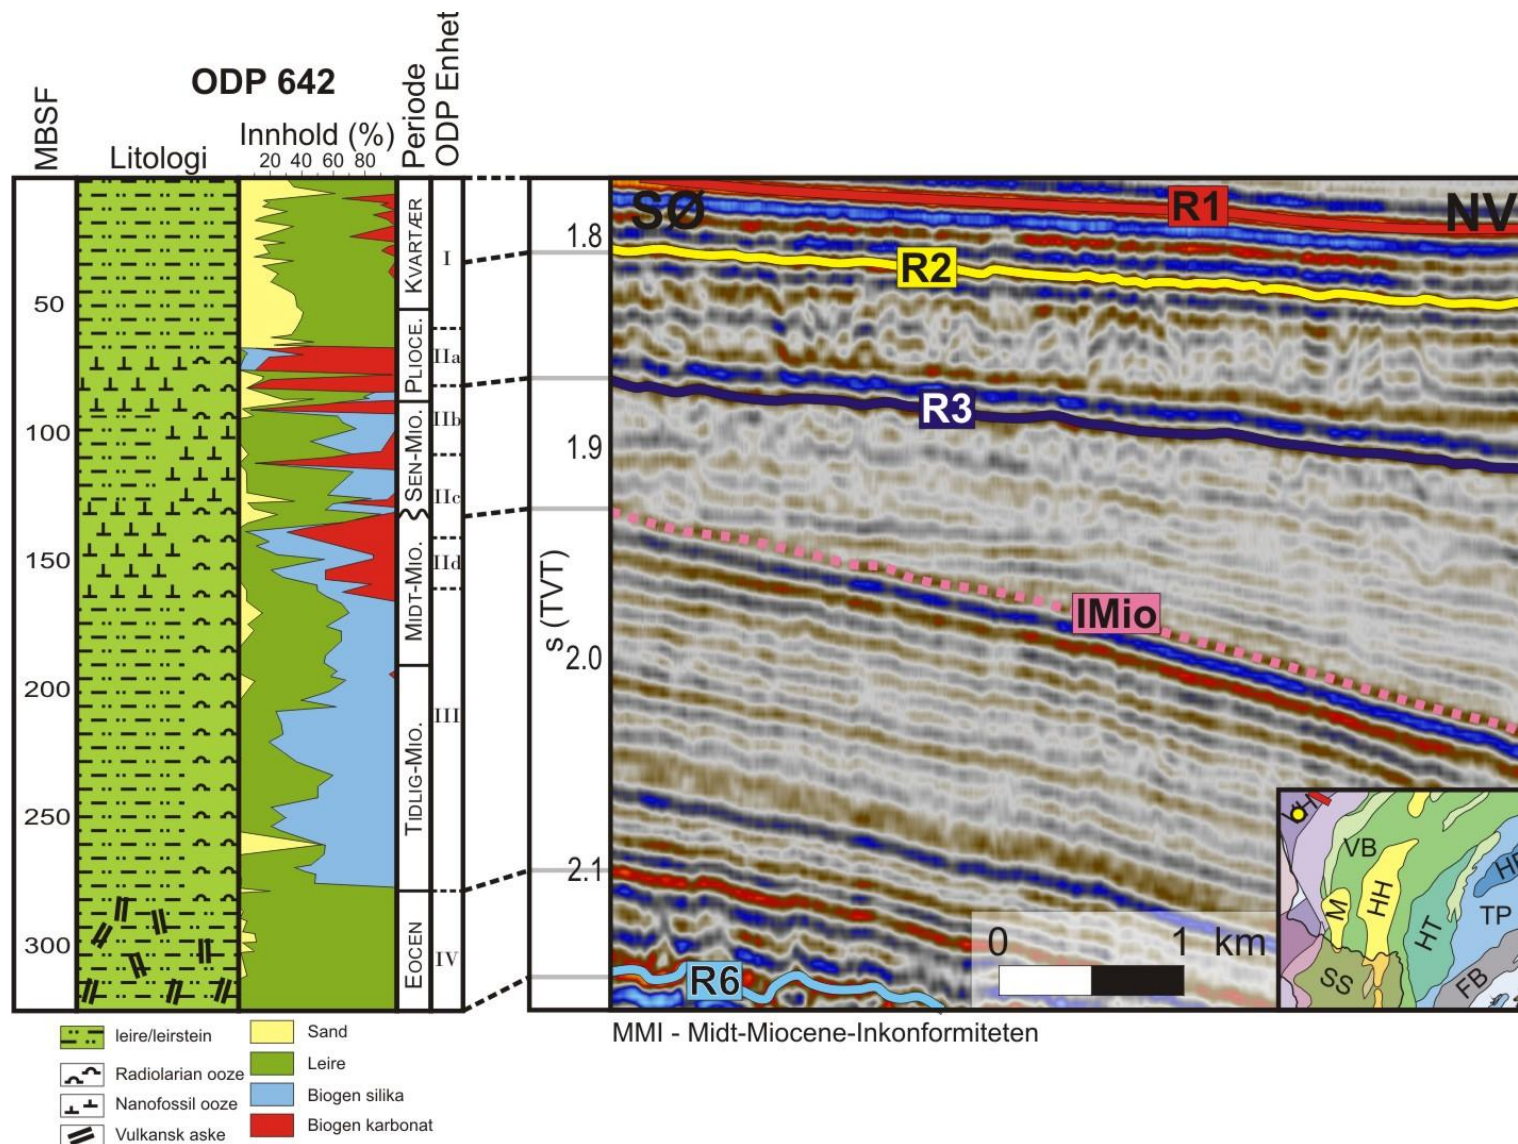 ODP 642
MBSF
Litologi
Innhold (%)
20 40 60 80
Periode
ODP Enhet
50
100
150
200
250
300
KVARTÆR
PLIOCE.
SEN-MIO.
MIDT-MIO.
TIDLIG-MIO.
EOCEN
I
IIa
IIb
IIc
IId
III
IV
s (TVT)
1.8
1.9
2.0
2.1
SØ
NV
R1
R2
R3
IMio
R6
0 1 km
VB
HH
M
HT
TP
SS
FB
MMI - Midt-Miocene-Inkonformiteten
leire/leirstein
Radiolarian ooze
Nanofossil ooze
Vulkansk aske
Sand
Leire
Biogen silika
Biogen karbonat